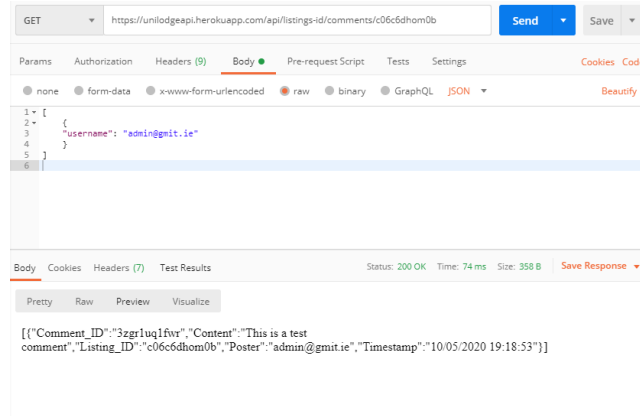 GET https://unilodgeapi.herokuapp.com/api/listings-id/comments/c06c6dhom0b Send Save
Params Authorization Headers (9) Body Pre-request Script Tests Settings Cookies Cod
none form-data x-www-form-urlencoded raw binary GraphQL JSON Beautify
1 [
2 {
3 "username": "admin@gmit.ie"
4 }
5 ]
6
Body Cookies Headers (7) Test Results Status: 200 OK Time: 74 ms Size: 358 B Save Response
Pretty Raw Preview Visualize
[{"Comment_ID":"3zgr1uq1fwr","Content":"This is a test
comment","Listing_ID":"c06c6dhom0b","Poster":"admin@gmit.ie","Timestamp":"10/05/2020 19:18:53"}]